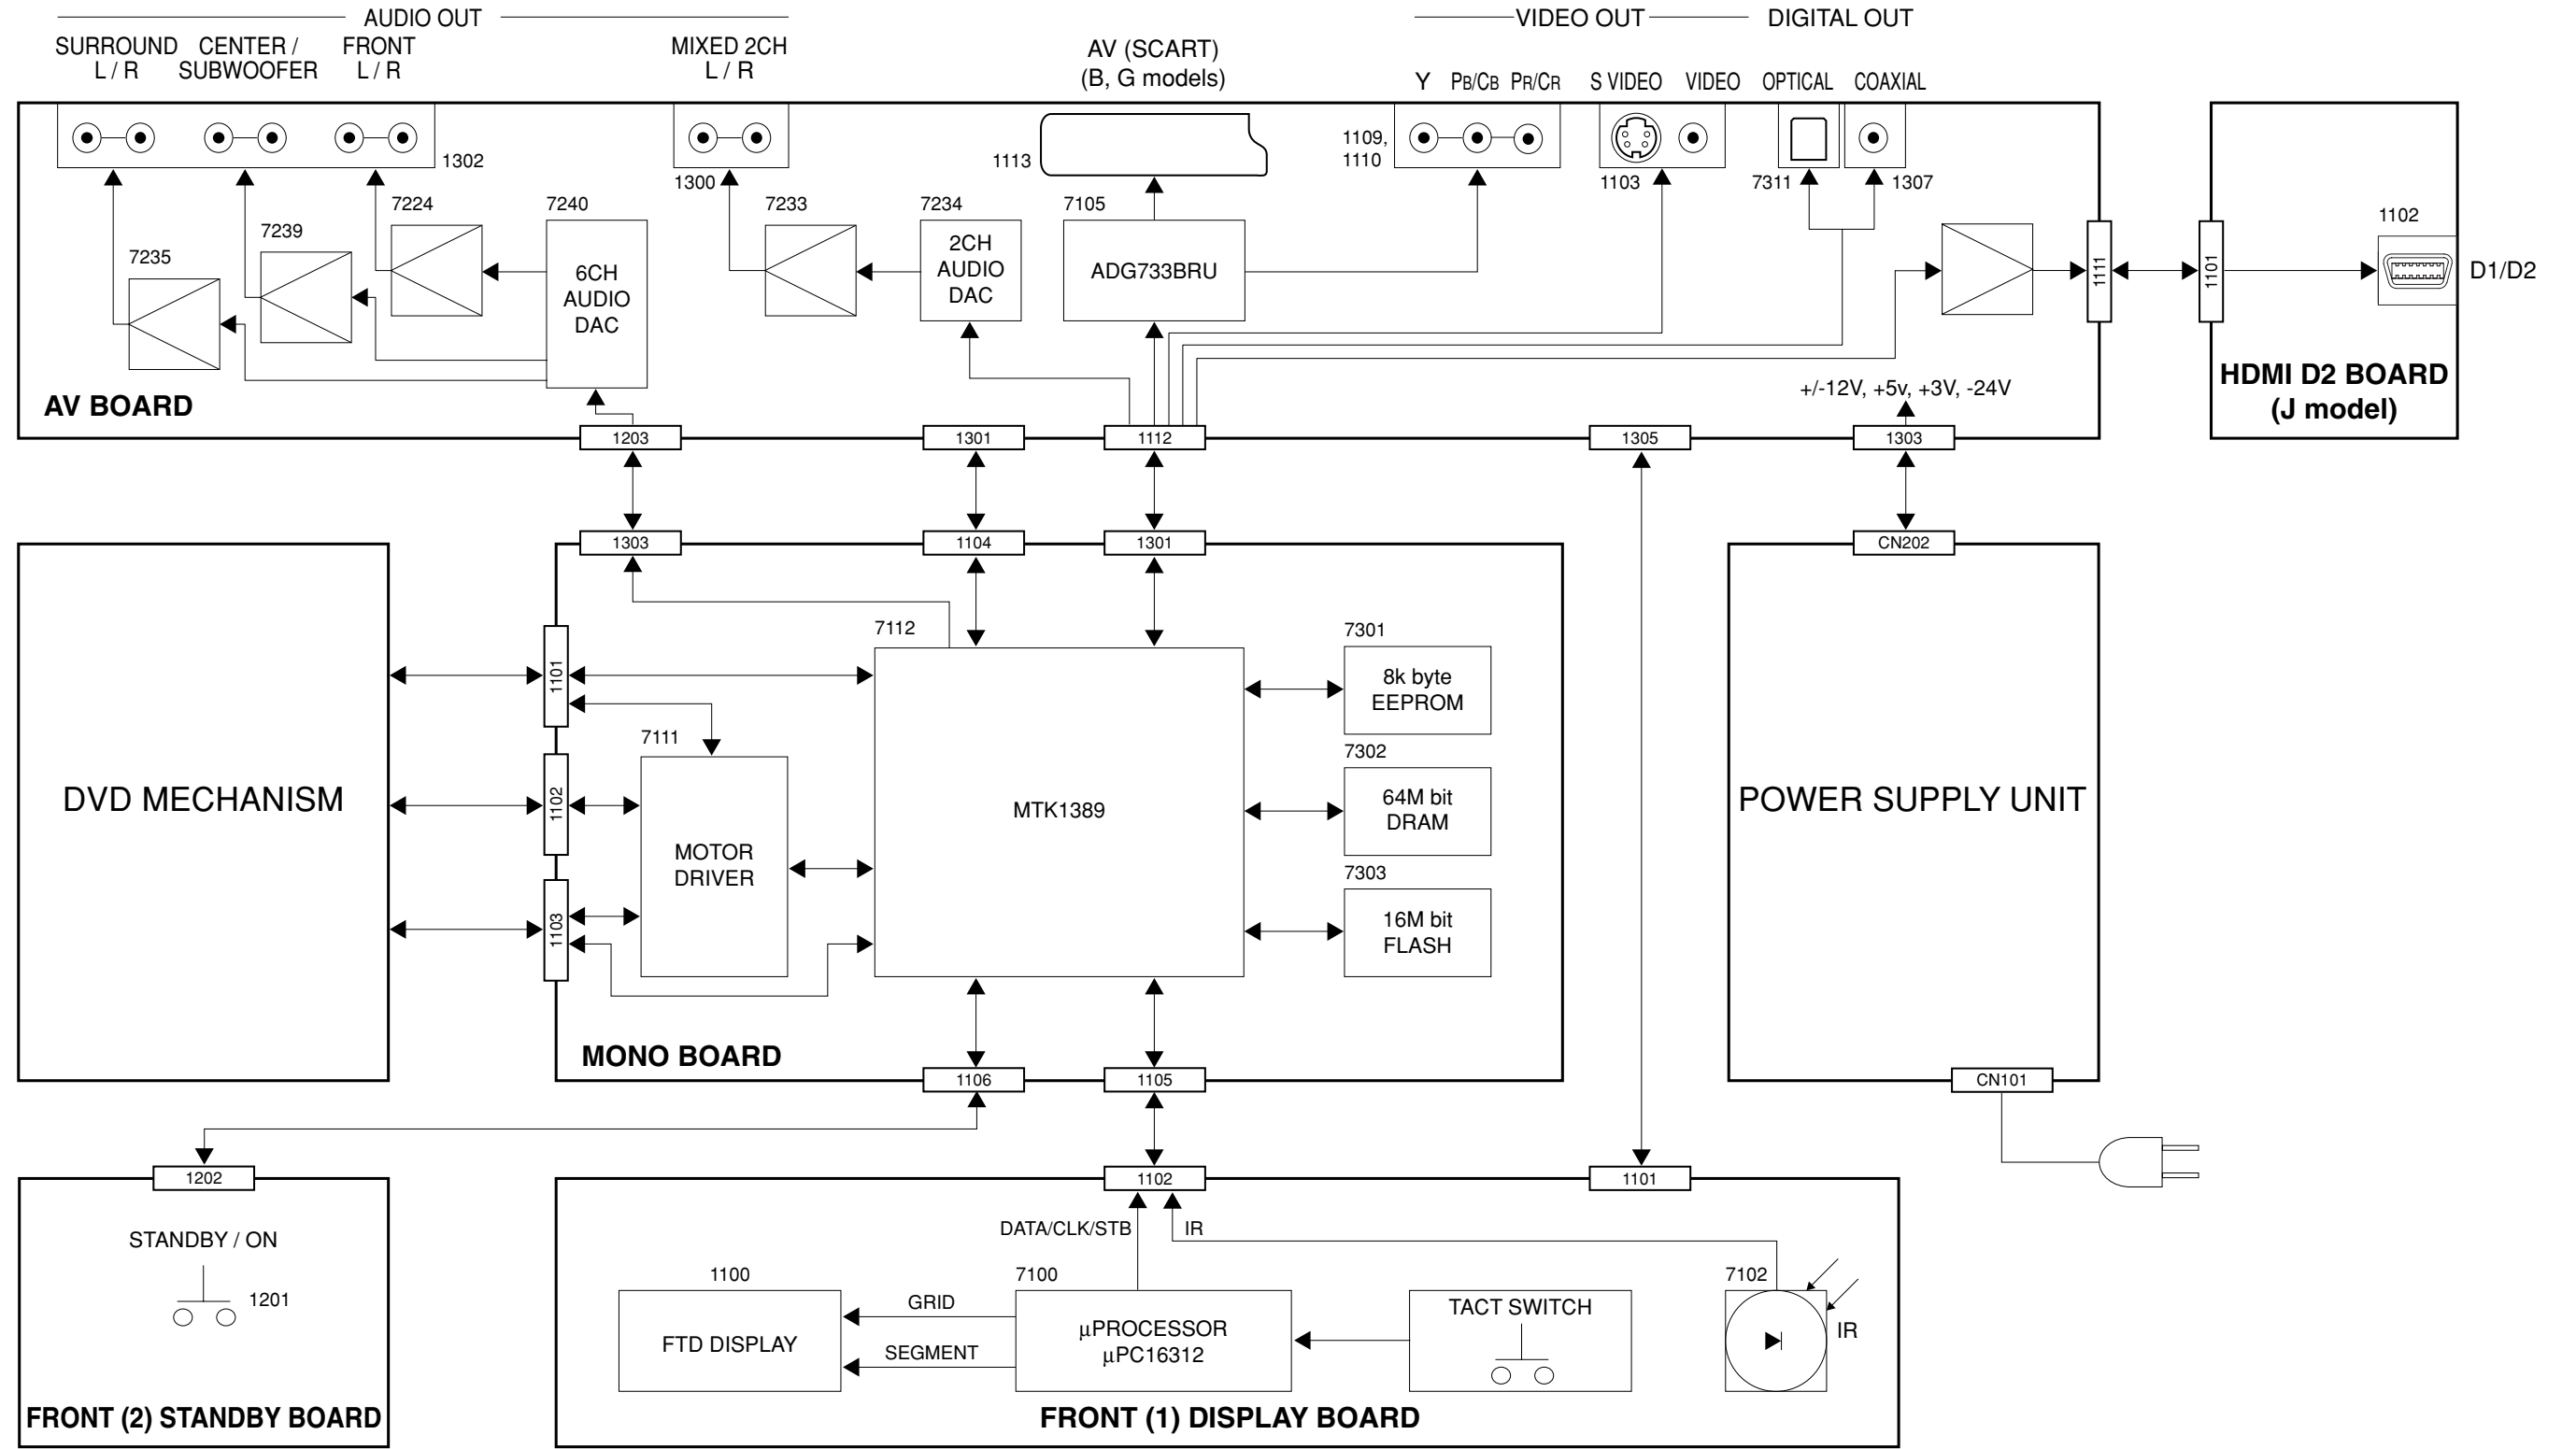 AUDIO OUT
VIDEO OUT
DIGITAL OUT
SURROUND
L / R
CENTER /
SUBWOOFER
FRONT
L / R
MIXED 2CH
L / R
AV (SCART)
(B, G models)
Y
PB/CB
PR/CR
S VIDEO
VIDEO
OPTICAL
COAXIAL
1302
1300
1113
1109,
1110
1103
7311
1307
7235
7239
7224
7240
6CH
AUDIO
DAC
7233
7234
2CH
AUDIO
DAC
7105
ADG733BRU
1111
1101
1102
D1/D2
HDMI D2 BOARD
(J model)
+/-12V, +5v, +3V, -24V
AV BOARD
1203
1301
1112
1305
1303
1303
1104
1301
CN202
DVD MECHANISM
1101
1102
1103
7111
MOTOR
DRIVER
7112
MTK1389
7301
8k byte
EEPROM
7302
64M bit
DRAM
7303
16M bit
FLASH
MONO BOARD
1106
1105
POWER SUPPLY UNIT
CN101
1202
STANDBY / ON
1201
FRONT (2) STANDBY BOARD
1102
1101
DATA/CLK/STB
IR
1100
FTD DISPLAY
GRID
SEGMENT
7100
µPROCESSOR
µPC16312
TACT SWITCH
7102
IR
FRONT (1) DISPLAY BOARD